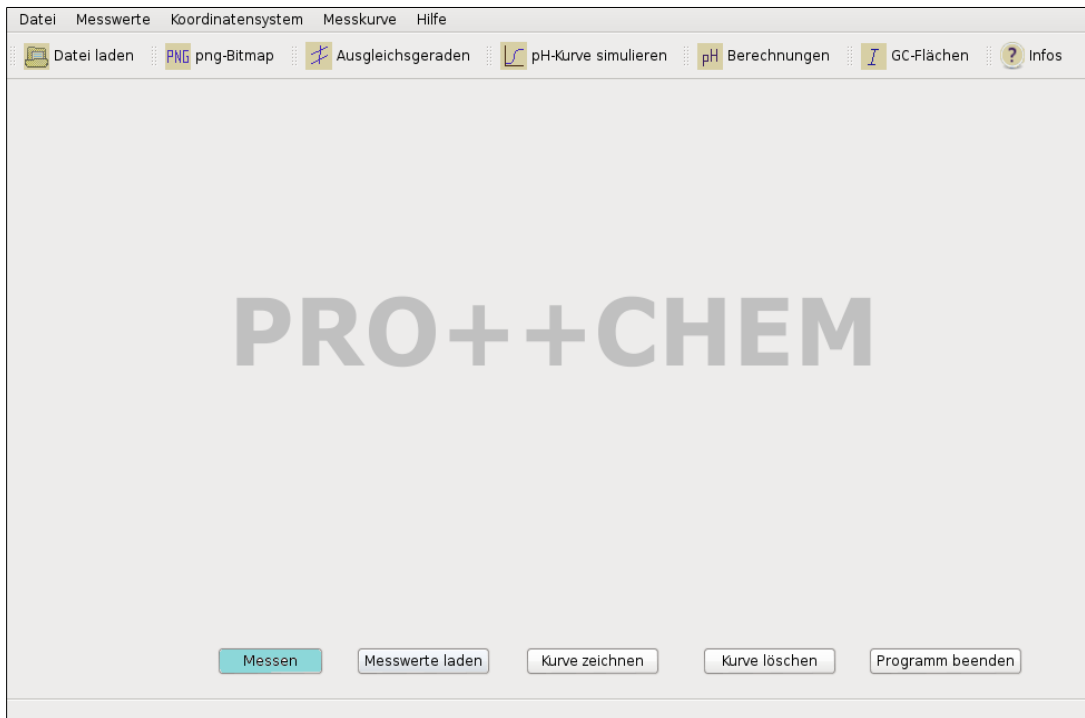 Datei Messwerte Koordinatensystem Messkurve Hilfe
Datei laden PNG png-Bitmap Ausgleichsgeraden pH-Kurve simulieren pH Berechnungen GC-Flächen ? Infos
PRO++CHEM
Messen Messwerte laden Kurve zeichnen Kurve löschen Programm beenden